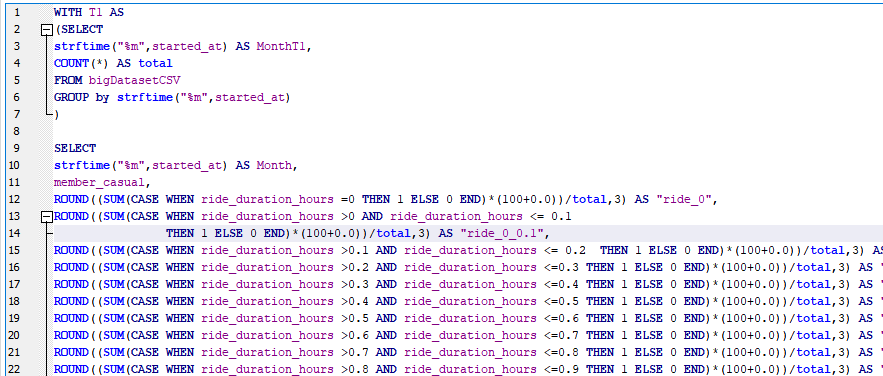 1 WITH T1 AS
2 (SELECT
3 strftime("%m",started_at) AS MonthT1,
4 COUNT(*) AS total
5 FROM bigDatasetCSV
6 GROUP by strftime("%m",started_at)
7 )
8
9 SELECT
10 strftime("%m",started_at) AS Month,
11 member_casual,
12 ROUND((SUM(CASE WHEN ride_duration_hours =0 THEN 1 ELSE 0 END)*(100+0.0))/total,3) AS "ride_0",
13 ROUND((SUM(CASE WHEN ride_duration_hours >0 AND ride_duration_hours <= 0.1
14 THEN 1 ELSE 0 END)*(100+0.0))/total,3) AS "ride_0_0.1",
15 ROUND((SUM(CASE WHEN ride_duration_hours >0.1 AND ride_duration_hours <= 0.2  THEN 1 ELSE 0 END)*(100+0.0))/total,3) AS
16 ROUND((SUM(CASE WHEN ride_duration_hours >0.2 AND ride_duration_hours <=0.3 THEN 1 ELSE 0 END)*(100+0.0))/total,3) AS "
17 ROUND((SUM(CASE WHEN ride_duration_hours >0.3 AND ride_duration_hours <=0.4 THEN 1 ELSE 0 END)*(100+0.0))/total,3) AS "
18 ROUND((SUM(CASE WHEN ride_duration_hours >0.4 AND ride_duration_hours <=0.5 THEN 1 ELSE 0 END)*(100+0.0))/total,3) AS "
19 ROUND((SUM(CASE WHEN ride_duration_hours >0.5 AND ride_duration_hours <=0.6 THEN 1 ELSE 0 END)*(100+0.0))/total,3) AS "
20 ROUND((SUM(CASE WHEN ride_duration_hours >0.6 AND ride_duration_hours <=0.7 THEN 1 ELSE 0 END)*(100+0.0))/total,3) AS "
21 ROUND((SUM(CASE WHEN ride_duration_hours >0.7 AND ride_duration_hours <=0.8 THEN 1 ELSE 0 END)*(100+0.0))/total,3) AS "
22 ROUND((SUM(CASE WHEN ride_duration_hours >0.8 AND ride_duration_hours <=0.9 THEN 1 ELSE 0 END)*(100+0.0))/total,3) AS "